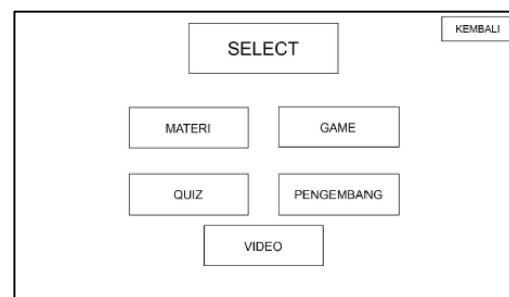 KEMBALI
SELECT
MATERI
GAME
QUIZ
PENGEMBANG
VIDEO